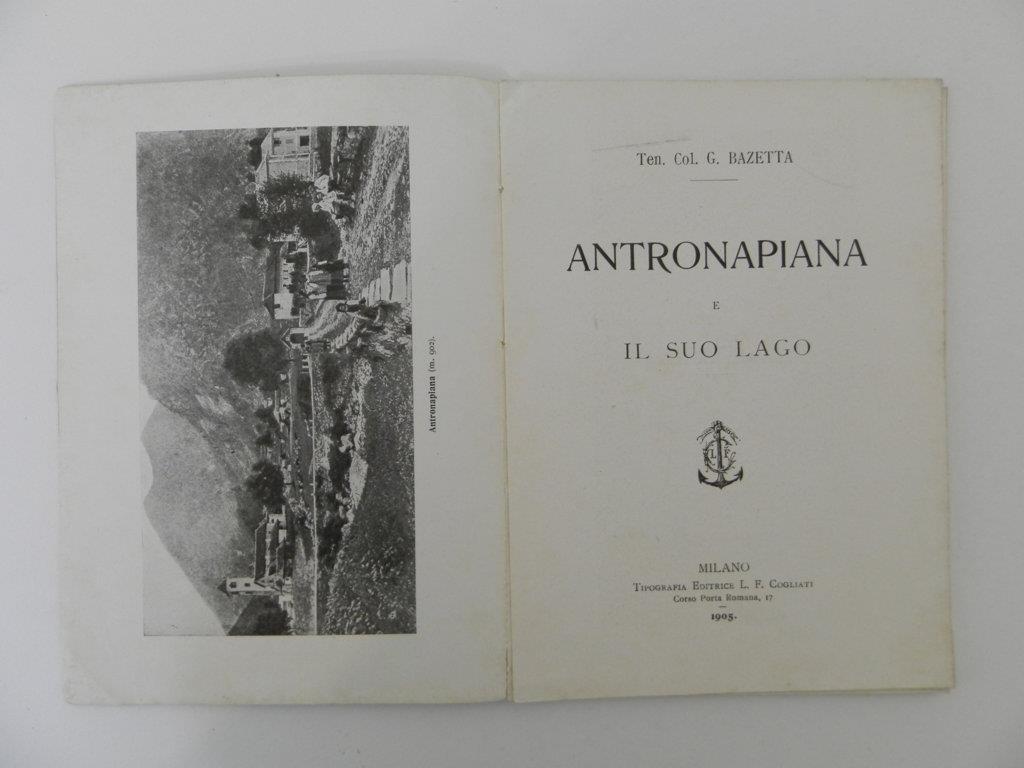 Antronapiana (m. 902).
Ten. Col. G. BAZETTA
ANTRONAPIANA
E
IL SUO LAGO
L F C
MILANO
TIPOGRAFIA EDITRICE L. F. COGLIATI
Corso Porta Romana, 17
1905.